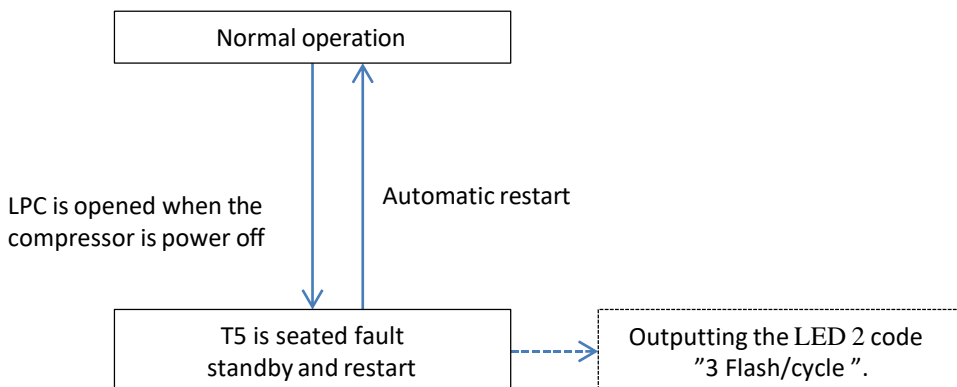 Normal operation
LPC is opened when the
compressor is power off
Automatic restart
T5 is seated fault
standby and restart
Outputting the LED 2 code
”3 Flash/cycle ”.